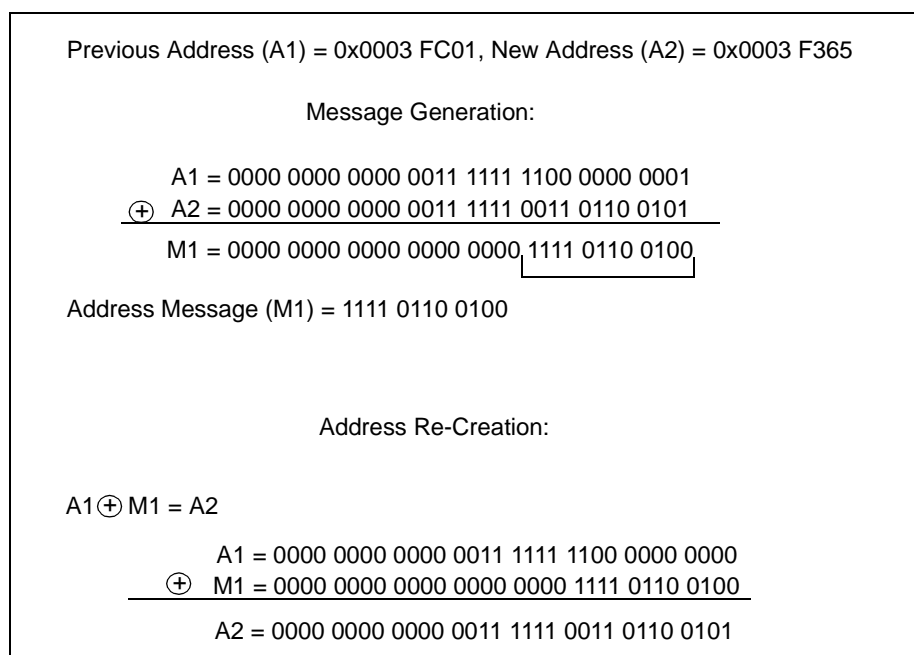 Previous Address (A1) = 0x0003 FC01, New Address (A2) = 0x0003 F365
Message Generation:
A1 = 0000 0000 0000 0011 1111 1100 0000 0001
⊕ A2 = 0000 0000 0000 0011 1111 0011 0110 0101
M1 = 0000 0000 0000 0000 0000 1111 0110 0100
Address Message (M1) = 1111 0110 0100
Address Re-Creation:
A1 ⊕ M1 = A2
A1 = 0000 0000 0000 0011 1111 1100 0000 0000
⊕ M1 = 0000 0000 0000 0000 0000 1111 0110 0100
A2 = 0000 0000 0000 0011 1111 0011 0110 0101